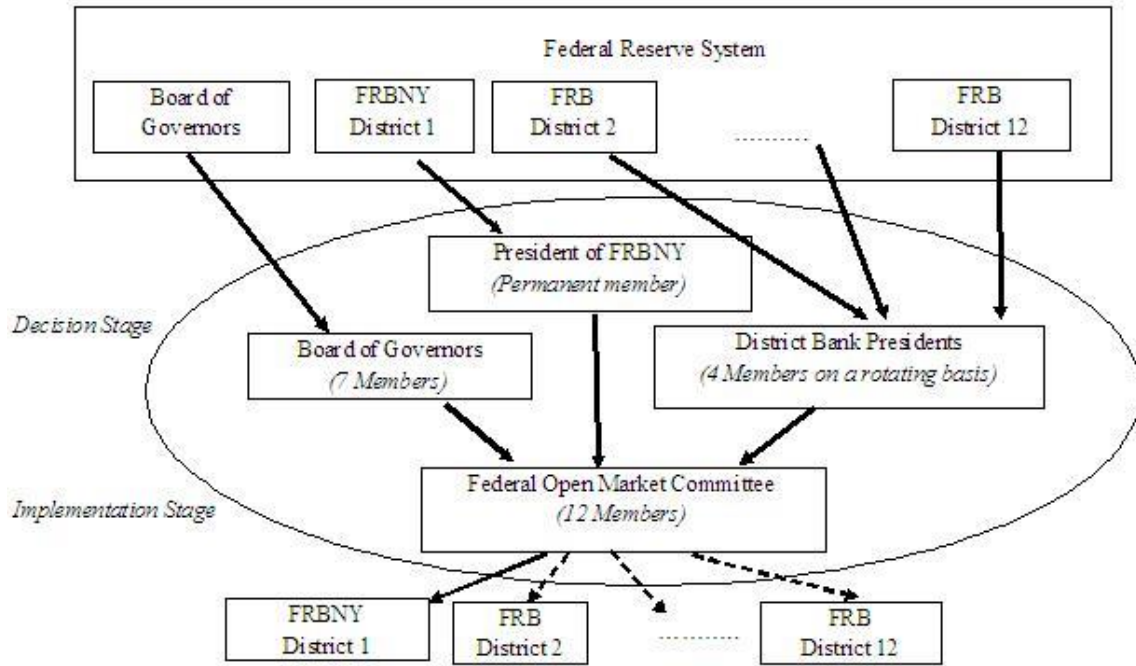 Federal Reserve System
Board of
Governors
FRBNY
District 1
FRB
District 2
..................
FRB
District 12
President of FRBNY
(Permanent member)
Decision Stage
Board of Governors
(7 Members)
District Bank Presidents
(4 Members on a rotating basis)
Federal Open Market Committee
(12 Members)
Implementation Stage
FRBNY
District 1
FRB
District 2
..................
FRB
District 12